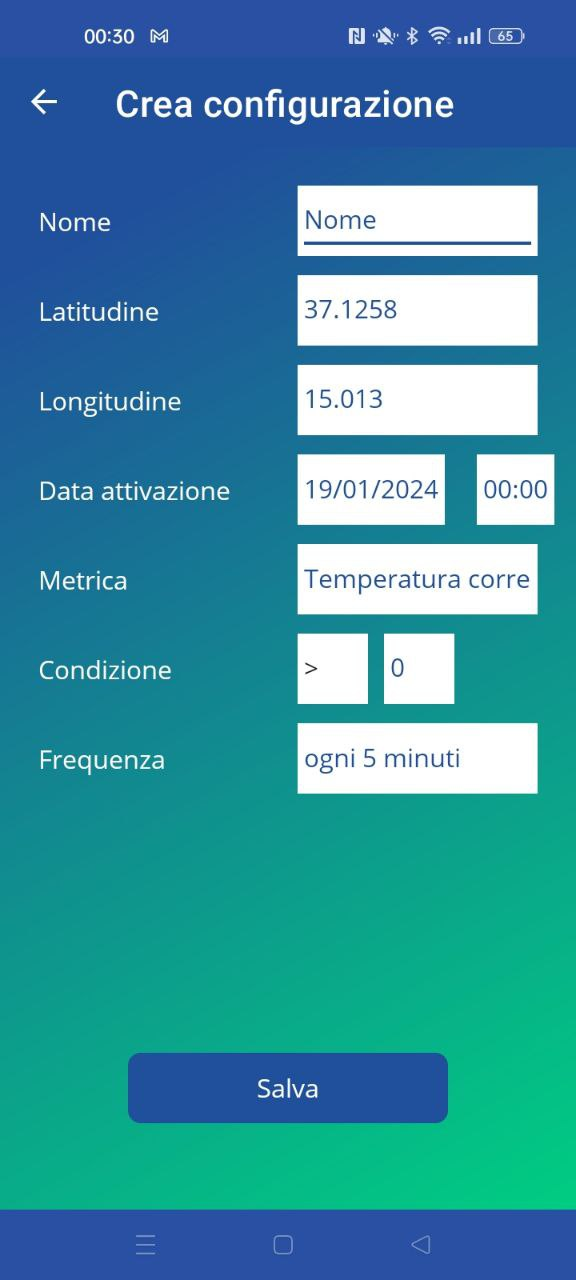 00:30 65
Crea configurazione
Nome Nome
Latitudine 37.1258
Longitudine 15.013
Data attivazione 19/01/2024 00:00
Metrica Temperatura corre
Condizione > 0
Frequenza ogni 5 minuti
Salva